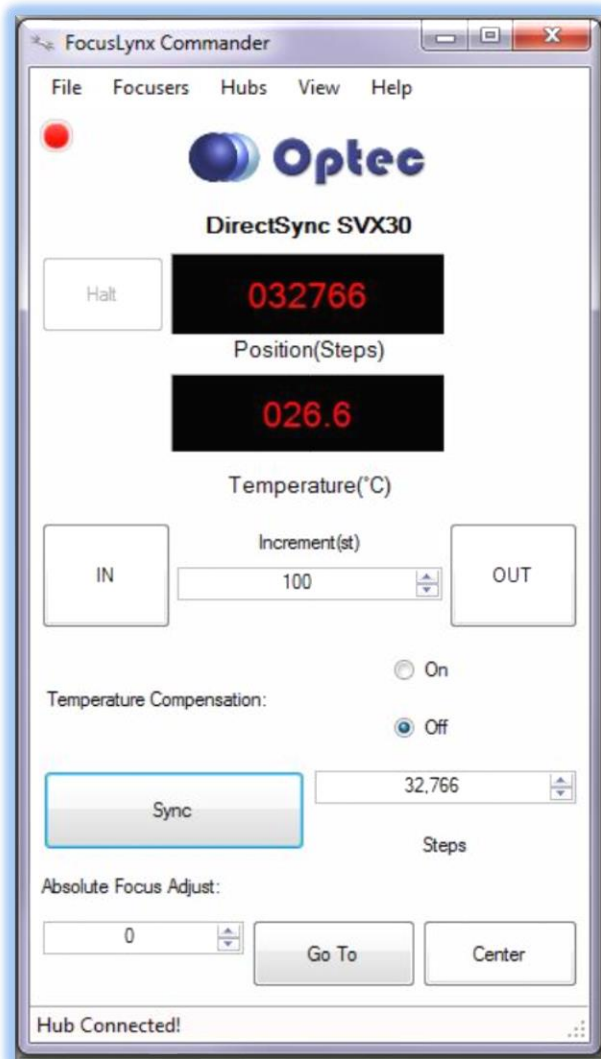 FocusLynx Commander
File Focusers Hubs View Help
Optec
DirectSync SVX30
Halt
032766
Position(Steps)
026.6
Temperature(°C)
IN
Increment(st)
100
OUT
On
Temperature Compensation:
Off
Sync
32,766
Steps
Absolute Focus Adjust:
0
Go To
Center
Hub Connected!